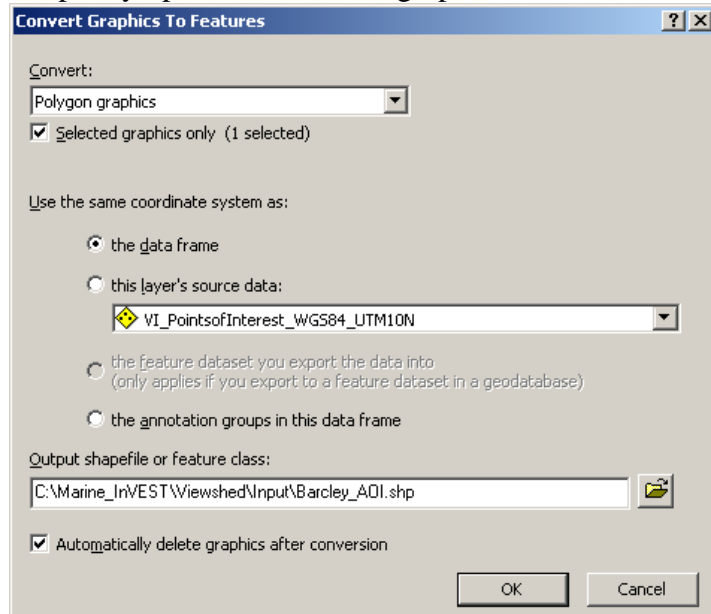 Convert Graphics To Features
Convert:
Polygon graphics
Selected graphics only (1 selected)
Use the same coordinate system as:
the data frame
this layer's source data:
VI_PointsofInterest_WGS84_UTM10N
the feature dataset you export the data into
(only applies if you export to a feature dataset in a geodatabase)
the annotation groups in this data frame
Output shapefile or feature class:
C:\Marine_InVEST\Viewshed\Input\Barcley_AOI.shp
Automatically delete graphics after conversion
OK Cancel